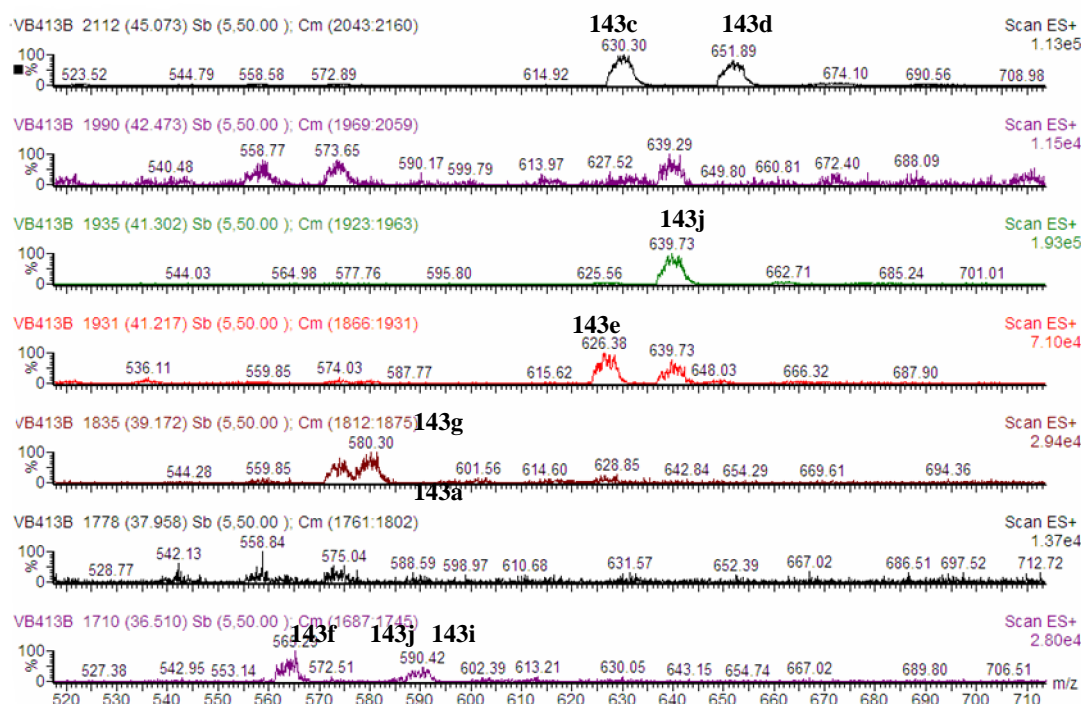 143c 143d
VB413B 2112 (45.073) Sb (5,50.00 ); Cm (2043:2160) Scan ES+
1.13e5
630.30 651.89
100
%
0
523.52 544.79 558.58 572.89 614.92 674.10 690.56 708.98
VB413B 1990 (42.473) Sb (5,50.00 ); Cm (1969:2059) Scan ES+
1.15e4
100
%
0
540.48 558.77 573.65 590.17 599.79 613.97 627.52 639.29 649.80 660.81 672.40 688.09
143j
VB413B 1935 (41.302) Sb (5,50.00 ); Cm (1923:1963) Scan ES+
1.93e5
639.73
100
%
0
544.03 564.98 577.76 595.80 625.56 662.71 685.24 701.01
VB413B 1931 (41.217) Sb (5,50.00 ); Cm (1866:1931) Scan ES+
7.10e4
143e
626.38
100
%
0
536.11 559.85 574.03 587.77 615.62 639.73 648.03 666.32 687.90
VB413B 1835 (39.172) Sb (5,50.00 ); Cm (1812:1875) 143g Scan ES+
2.94e4
580.30
100
%
0
544.28 559.85 601.56 614.60 628.85 642.84 654.29 669.61 694.36
143a
VB413B 1778 (37.958) Sb (5,50.00 ); Cm (1761:1802) Scan ES+
1.37e4
100
%
0
528.77 542.13 558.84 575.04 588.59 598.97 610.68 631.57 652.39 667.02 686.51 697.52 712.72
VB413B 1710 (36.510) Sb (5,50.00 ); Cm (1687:1745) Scan ES+
2.80e4
143f 143j 143i
100
%
0
527.38 542.95 553.14 572.51 590.42 602.39 613.21 630.05 643.15 654.74 667.02 689.80 706.51
m/z
520 530 540 550 560 570 580 590 600 610 620 630 640 650 660 670 680 690 700 710